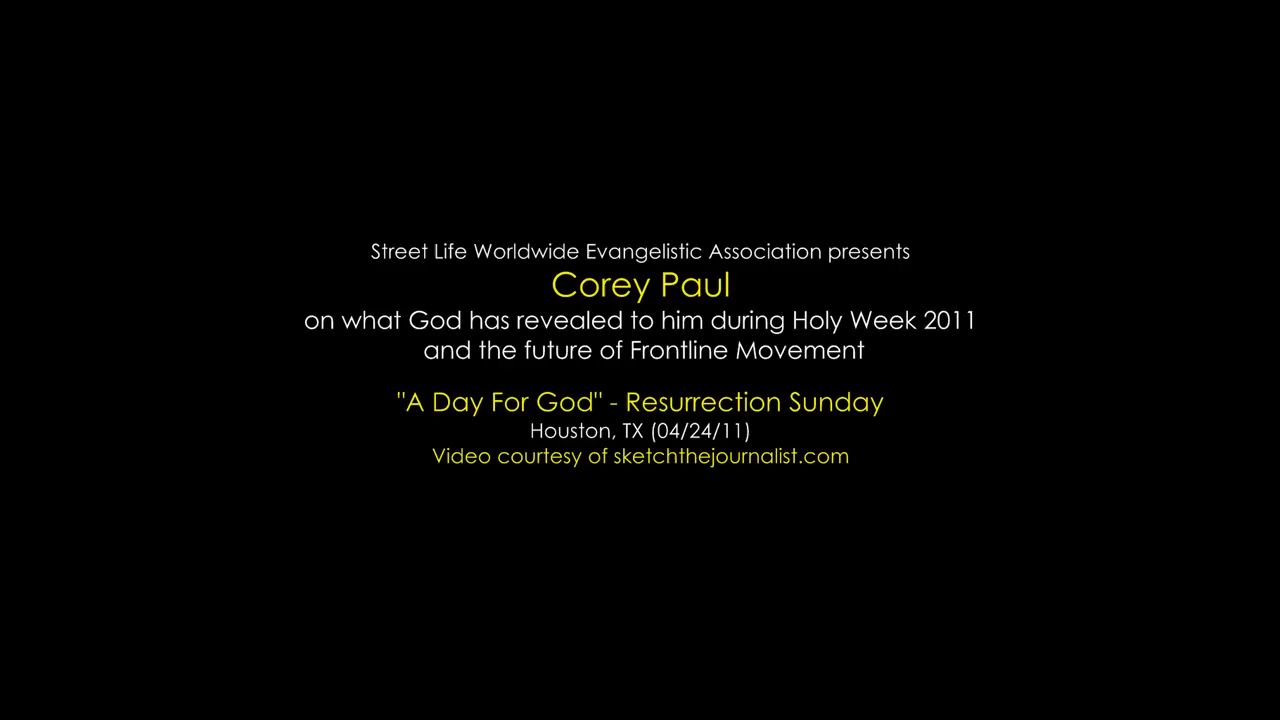 Street Life Worldwide Evangelistic Association presents
Corey Paul
on what God has revealed to him during Holy Week 2011
and the future of Frontline Movement
"A Day For God" - Resurrection Sunday
Houston, TX (04/24/11)
Video courtesy of sketchthejournalist.com